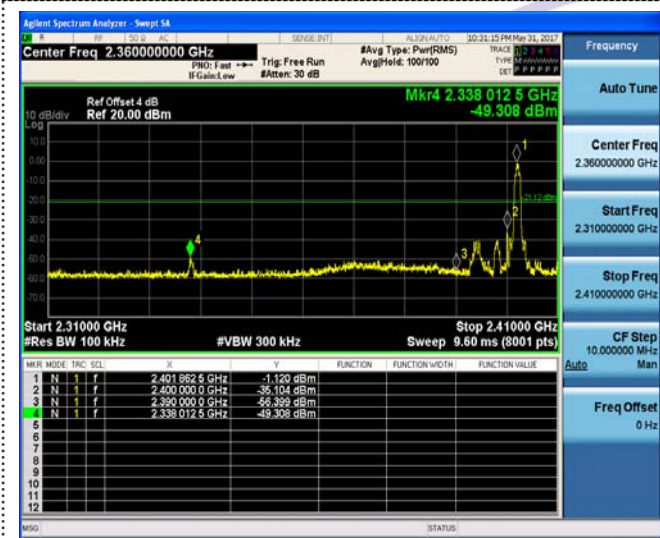 Agilent Spectrum Analyzer - Swept SA
R RF 50 Ω AC SENSE:INT ALIGNAUTO 10:31:15 PM May 31, 2017
Center Freq 2.360000000 GHz
PNO: Fast
IFGain:Low
Trig: Free Run
#Atten: 30 dB
#Avg Type: Pwr(RMS)
Avg|Hold: 100/100
TRACE 1 2 3 4 5 6
TYPE
DET P P P P P P
Ref Offset 4 dB
Ref 20.00 dBm
10 dB/div
Log
Mkr4 2.338 012 5 GHz
-49.308 dBm
10.0
0.00
-10.0
-20.0
-30.0
-40.0
-50.0
-60.0
-70.0
1
2
3
4
-21.12 dBm
Start 2.31000 GHz
Stop 2.41000 GHz
#Res BW 100 kHz
#VBW 300 kHz
Sweep 9.60 ms (8001 pts)
MKR MODE TRC SCL X Y FUNCTION FUNCTION WIDTH FUNCTION VALUE
1 N 1 f 2.401 862 5 GHz -1.120 dBm
2 N 1 f 2.400 000 0 GHz -35.104 dBm
3 N 1 f 2.390 000 0 GHz -56.399 dBm
4 N 1 f 2.338 012 5 GHz -49.308 dBm
5
6
7
8
9
10
11
12
MSG
STATUS
Frequency
Auto Tune
Center Freq
2.360000000 GHz
Start Freq
2.310000000 GHz
Stop Freq
2.410000000 GHz
CF Step
10.000000 MHz
Auto Man
Freq Offset
0 Hz